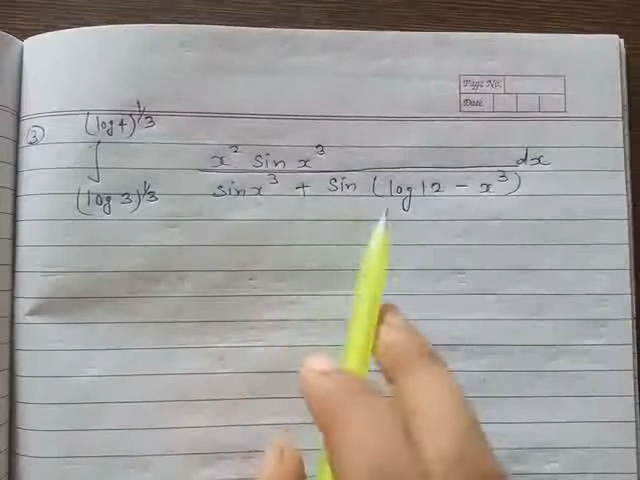 Page No:
Date
③ ∫ (log 3)^1/3 (log 4)^1/3
x² sin x³ dx
sin x³ + sin (log 12 - x³)